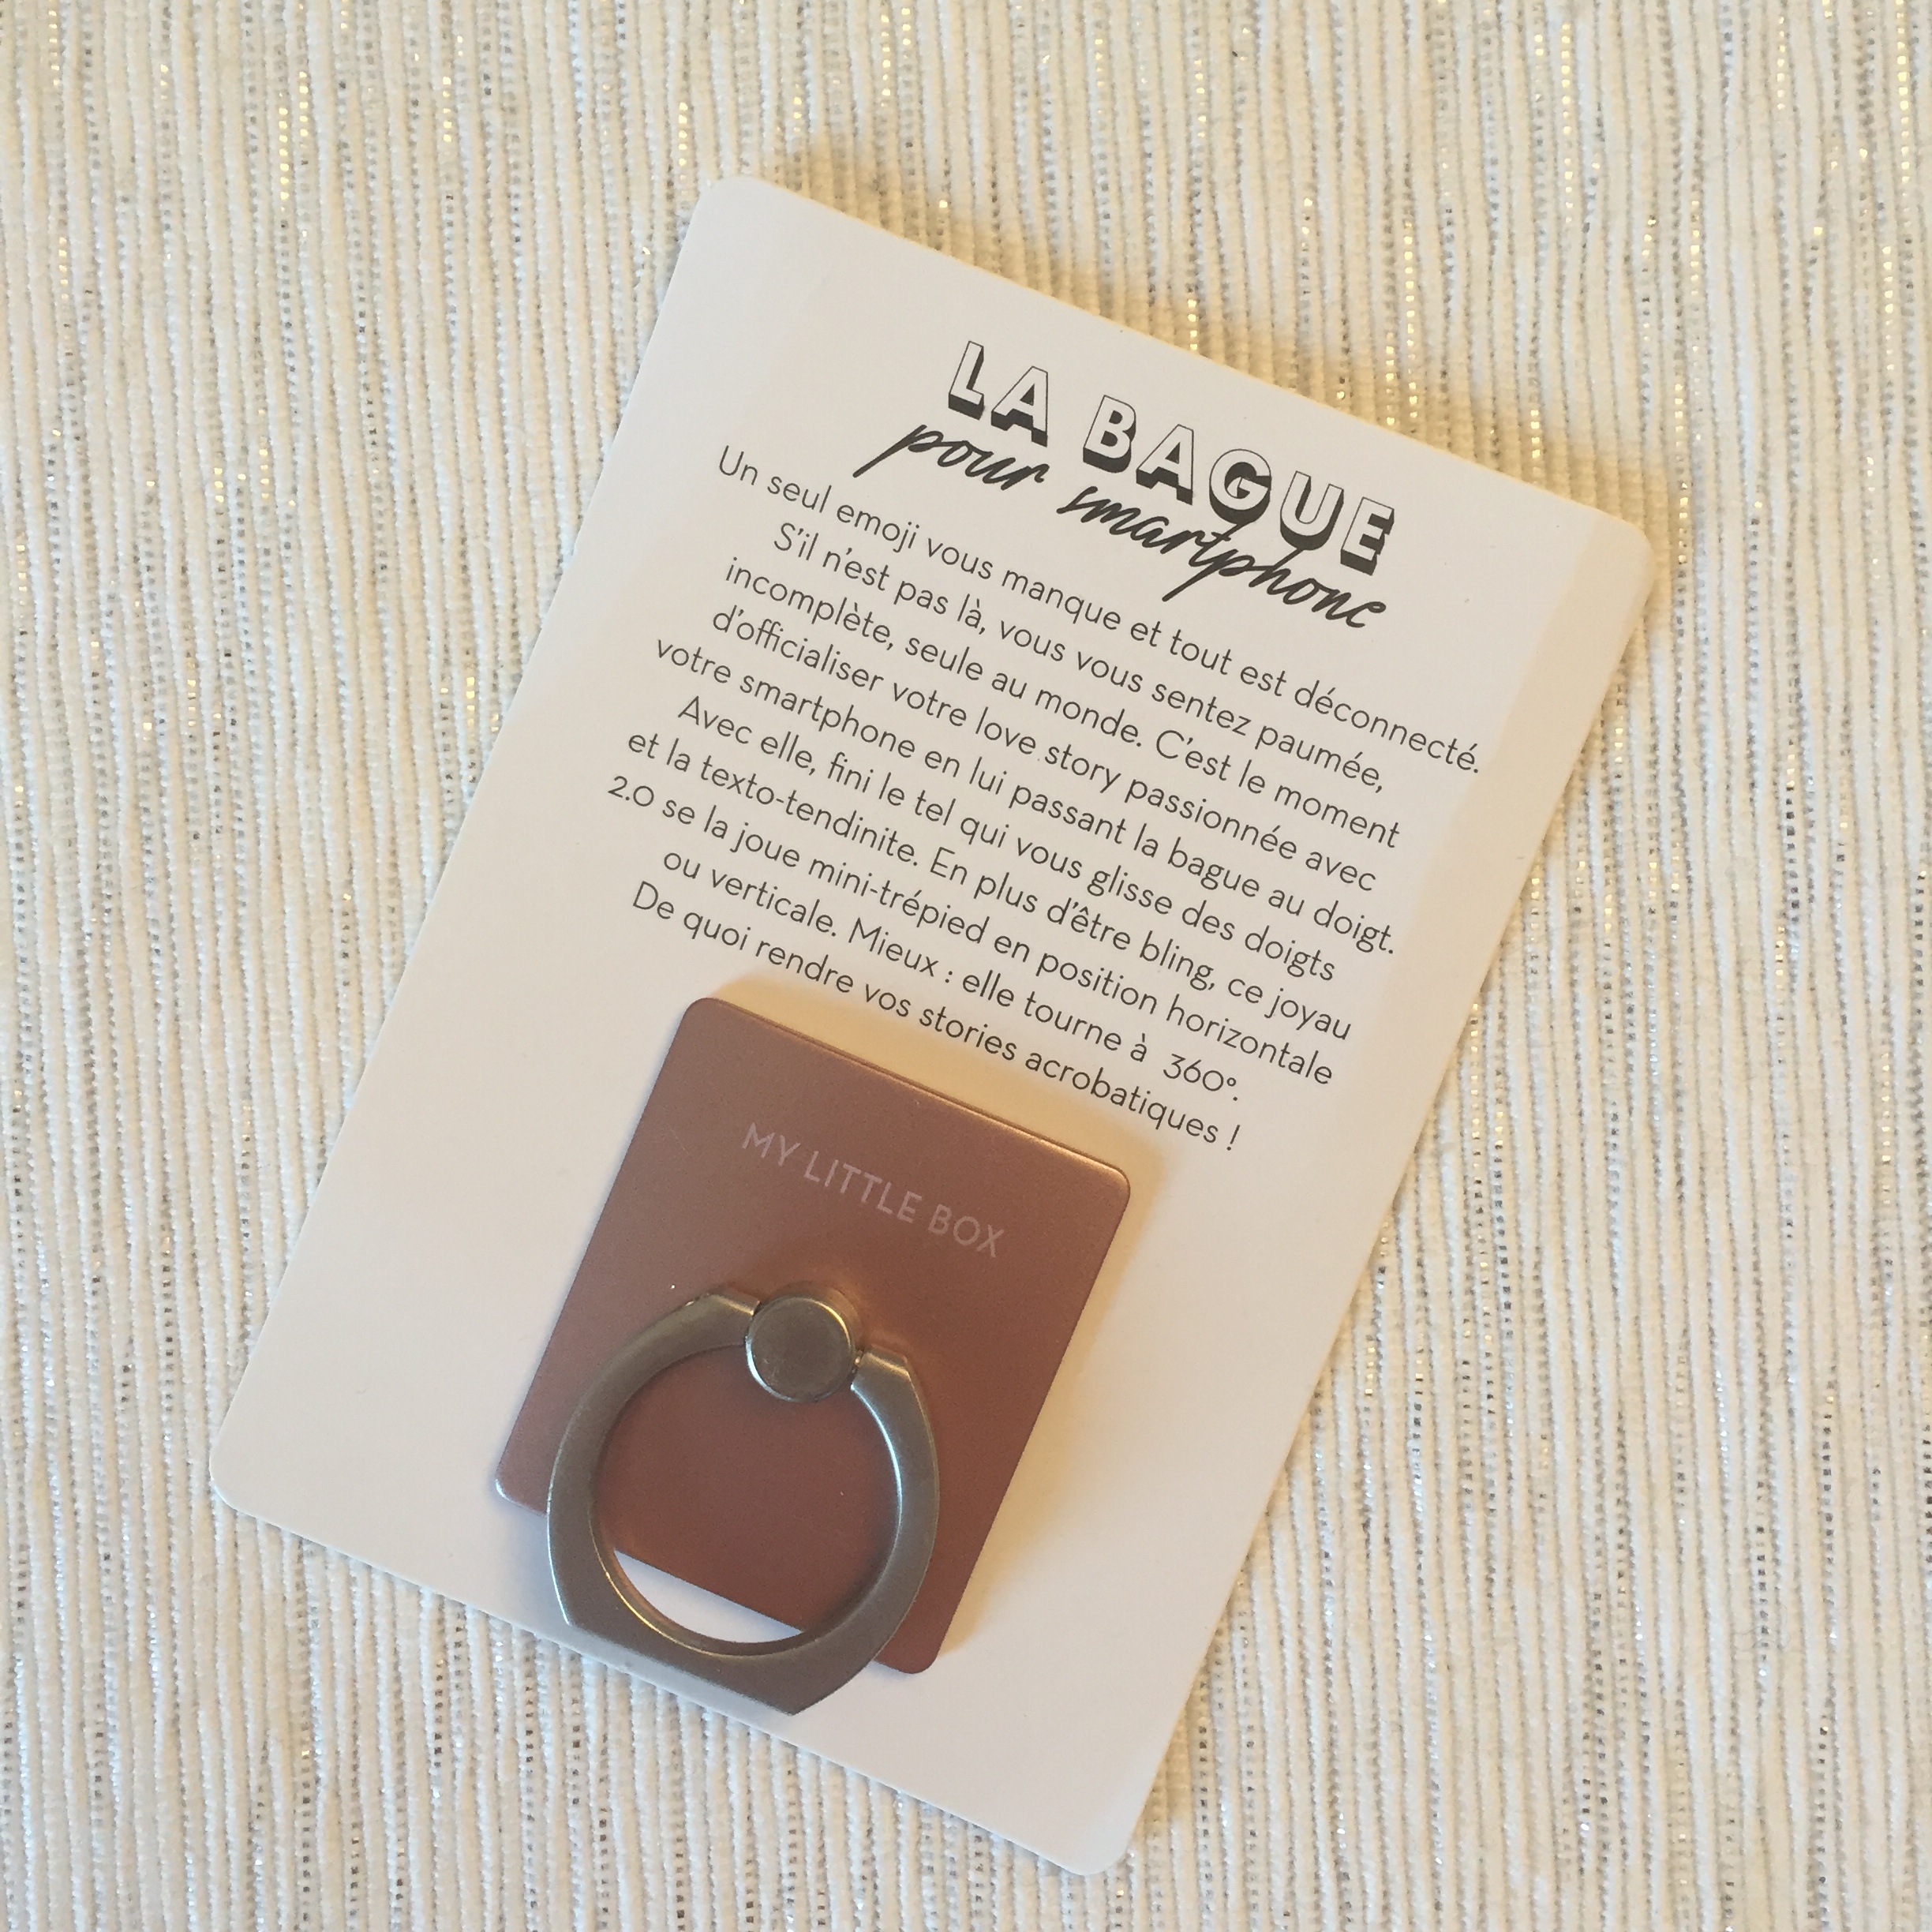 LA BAGUE
pour smartphone
Un seul emoji vous manque et tout est déconnecté.
S'il n'est pas là, vous vous sentez paumée,
incomplète, seule au monde. C'est le moment
d'officialiser votre love story passionnée avec
votre smartphone en lui passant la bague au doigt.
Avec elle, fini le tel qui vous glisse des doigts
et la texto-tendinite. En plus d'être bling, ce joyau
2.0 se la joue mini-trépied en position horizontale
ou verticale. Mieux : elle tourne à 360°.
De quoi rendre vos stories acrobatiques !
MY LITTLE BOX